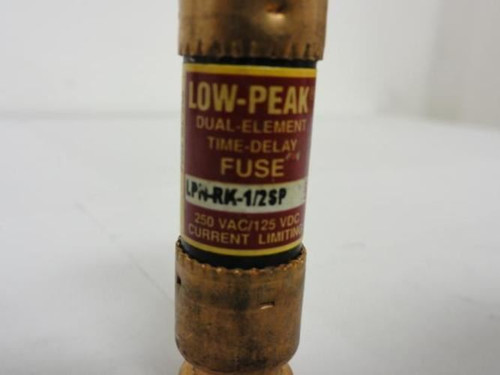 LOW-PEAK
DUAL-ELEMENT
TIME-DELAY
FUSE
LPN-RK-1/2SP
250 VAC/125 VDC
CURRENT LIMITING